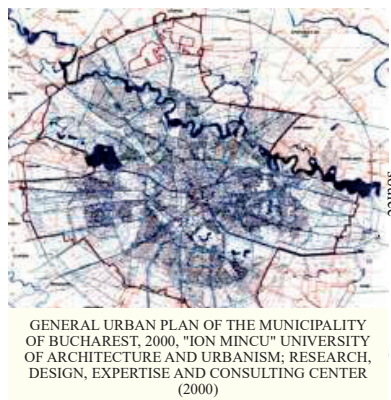 GENERAL URBAN PLAN OF THE MUNICIPALITY
OF BUCHAREST, 2000, "ION MINCU" UNIVERSITY
OF ARCHITECTURE AND URBANISM; RESEARCH,
DESIGN, EXPERTISE AND CONSULTING CENTER
(2000)